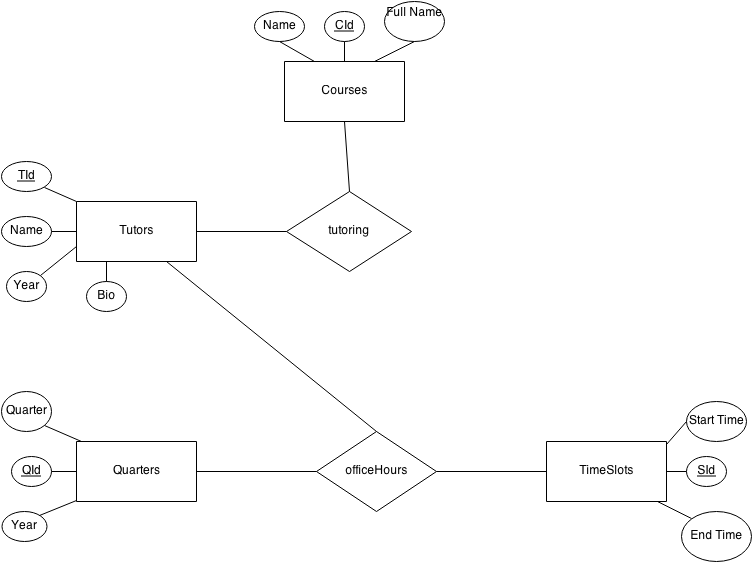 Full Name
Name
CId
Courses
TId
Name
Tutors
tutoring
Year
Bio
Quarter
Start Time
QId
Quarters
officeHours
TimeSlots
SId
Year
End Time